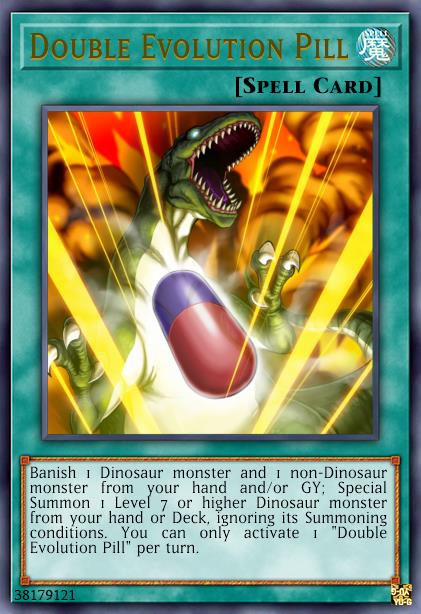 DOUBLE EVOLUTION PILL
SPELL
魔
[SPELL CARD]
Banish 1 Dinosaur monster and 1 non-Dinosaur
monster from your hand and/or GY; Special
Summon 1 Level 7 or higher Dinosaur monster
from your hand or Deck, ignoring its Summoning
conditions. You can only activate 1 "Double
Evolution Pill" per turn.
38179121